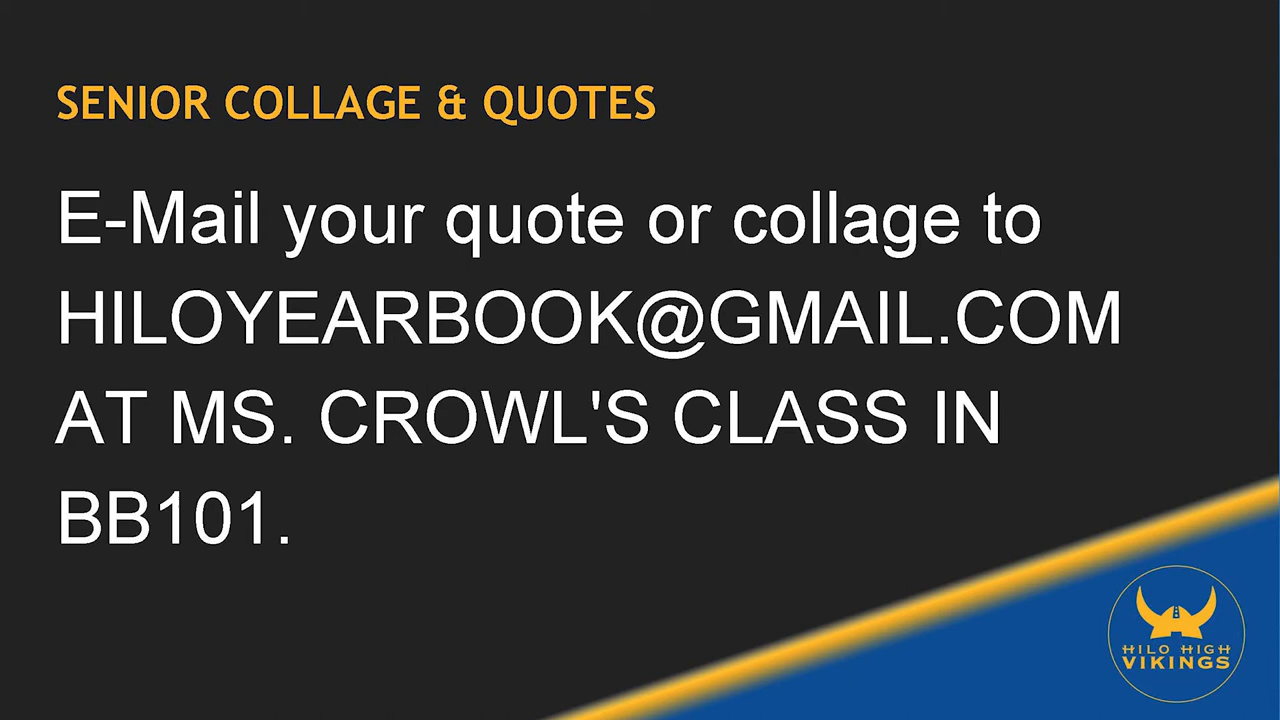 SENIOR COLLAGE & QUOTES
E-Mail your quote or collage to
HILOYEARBOOK@GMAIL.COM
AT MS. CROWL'S CLASS IN
BB101.
HILO HIGH
VIKINGS